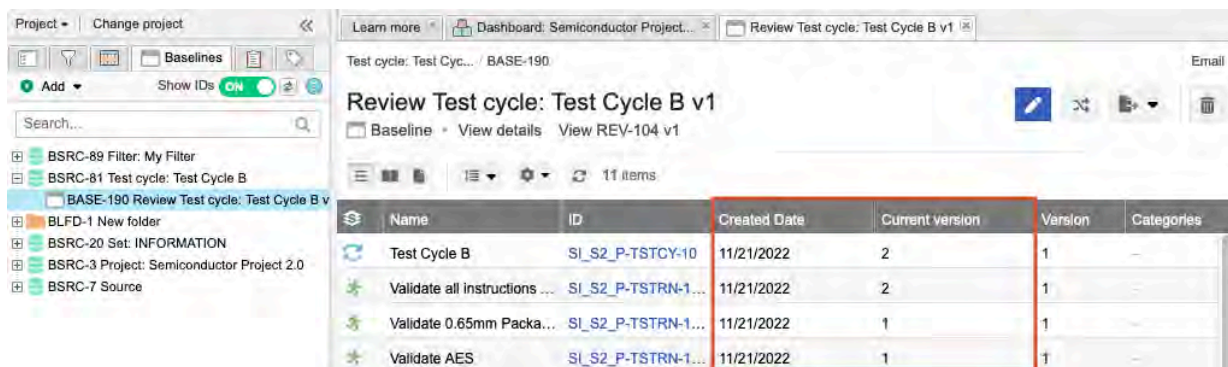 Project Change project
Baselines
Add Show IDs ON
Search...
BSRC-89 Filter: My Filter
BSRC-81 Test cycle: Test Cycle B
BASE-190 Review Test cycle: Test Cycle B v
BLFD-1 New folder
BSRC-20 Set: INFORMATION
BSRC-3 Project: Semiconductor Project 2.0
BSRC-7 Source
Learn more Dashboard: Semiconductor Project... Review Test cycle: Test Cycle B v1
Test cycle: Test Cyc... / BASE-190 Email
Review Test cycle: Test Cycle B v1
Baseline • View details View REV-104 v1
11 items
Name ID Created Date Current version Version Categories
Test Cycle B SI_S2_P-TSTCY-10 11/21/2022 2 1 –
Validate all instructions ... SI_S2_P-TSTRN-1... 11/21/2022 2 1 –
Validate 0.65mm Packa... SI_S2_P-TSTRN-1... 11/21/2022 1 1 –
Validate AES SI_S2_P-TSTRN-1... 11/21/2022 1 1 –